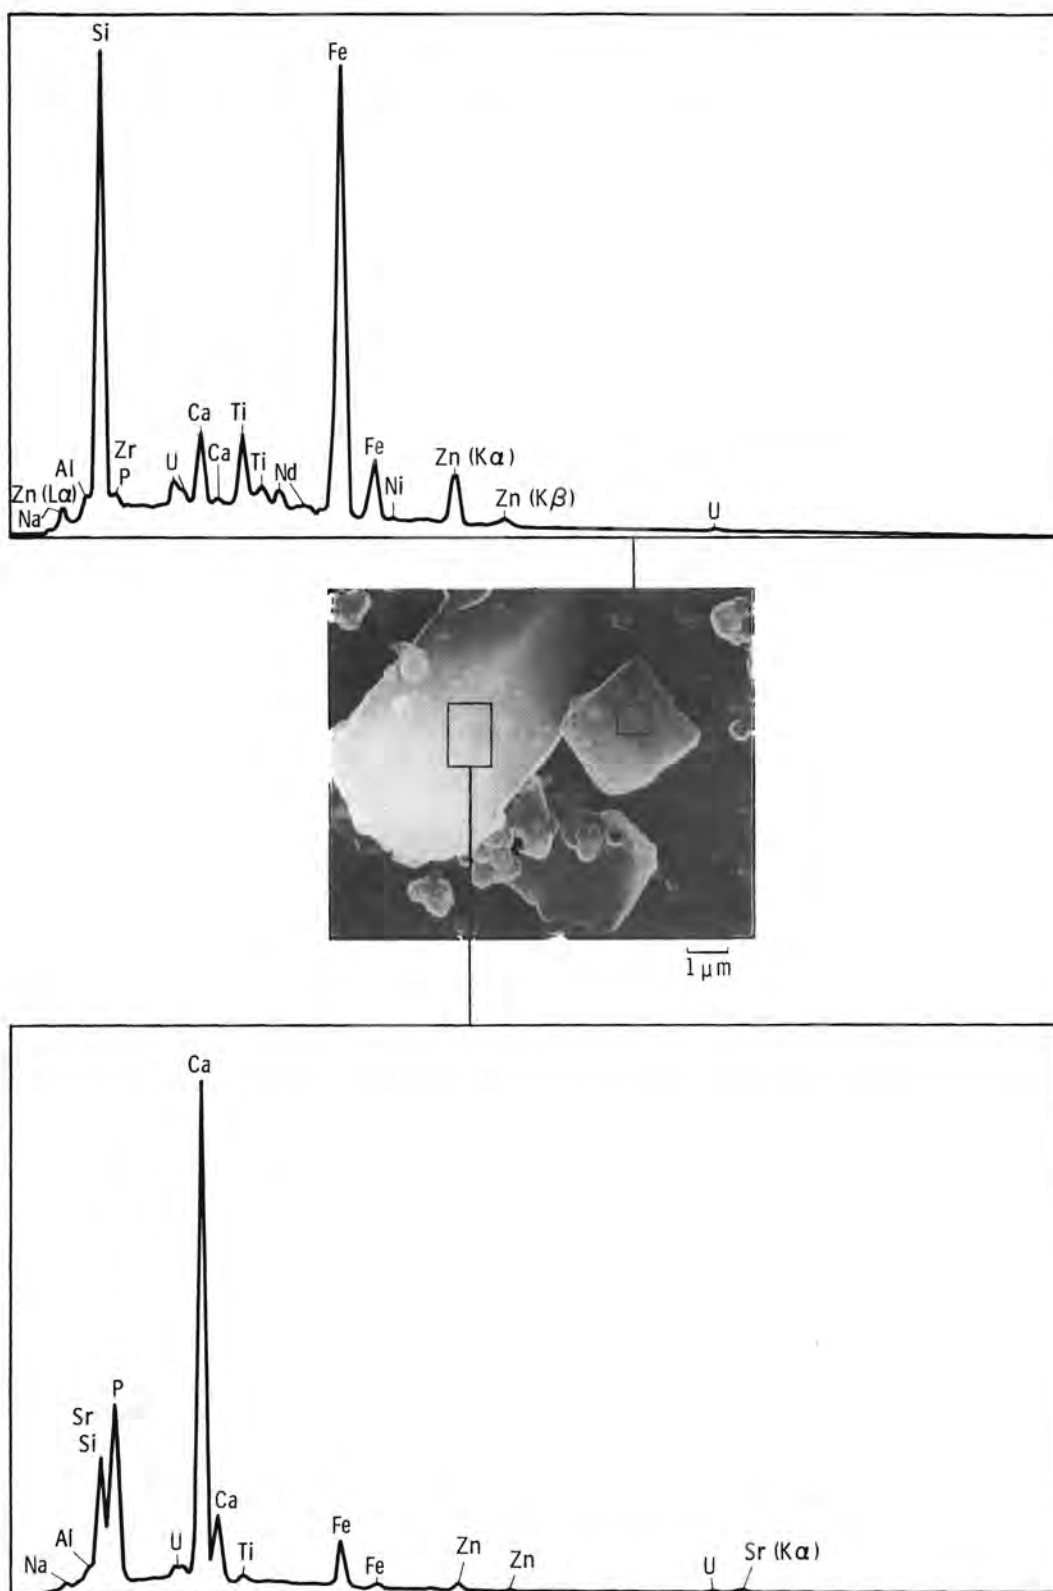 Si
Fe
Ca
Ti
Zr
P
Al
Zn (Lα)
Na
U
Ca
Ti
Nd
Fe
Ni
Zn (Kα)
Zn (Kβ)
U
1 μm
Ca
P
Sr
Si
Ca
Al
Na
U
Ti
Fe
Fe
Zn
Zn
U
Sr (Kα)